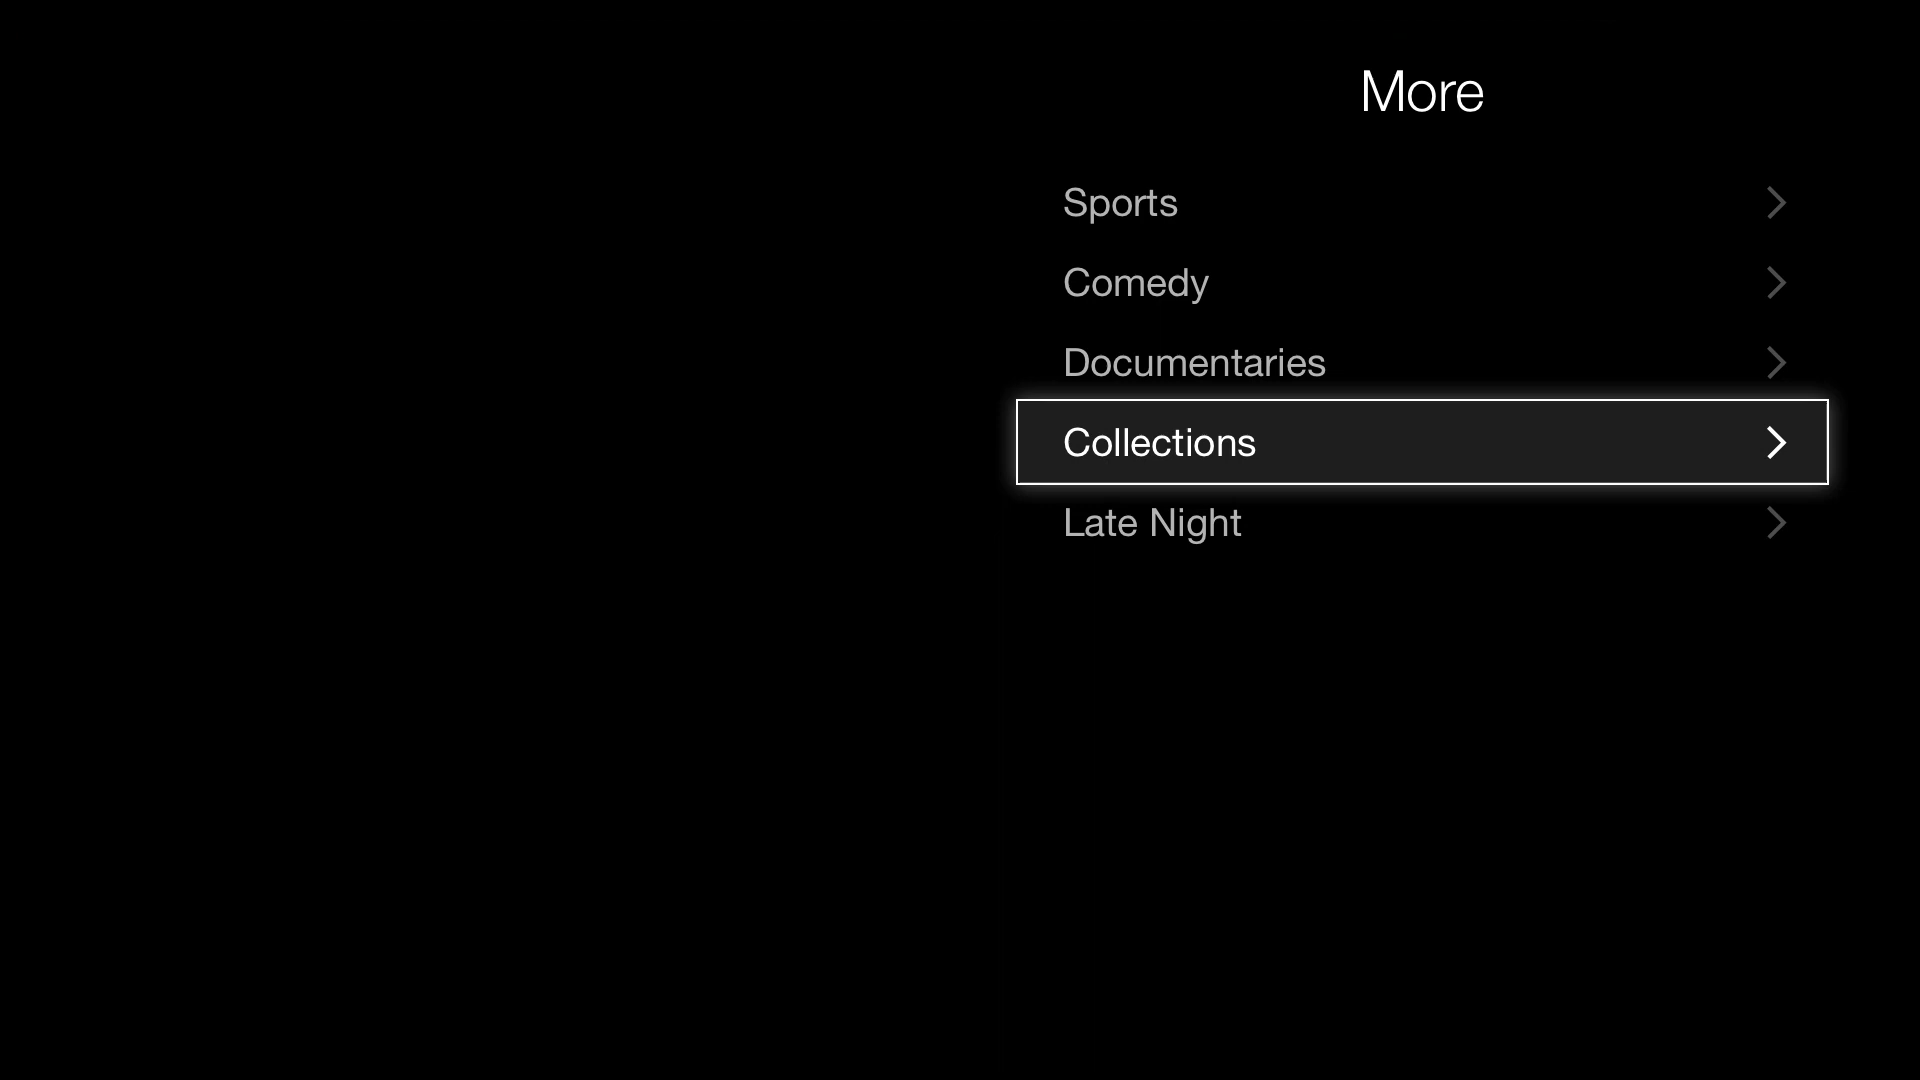 More
Sports
Comedy
Documentaries
Collections
Late Night